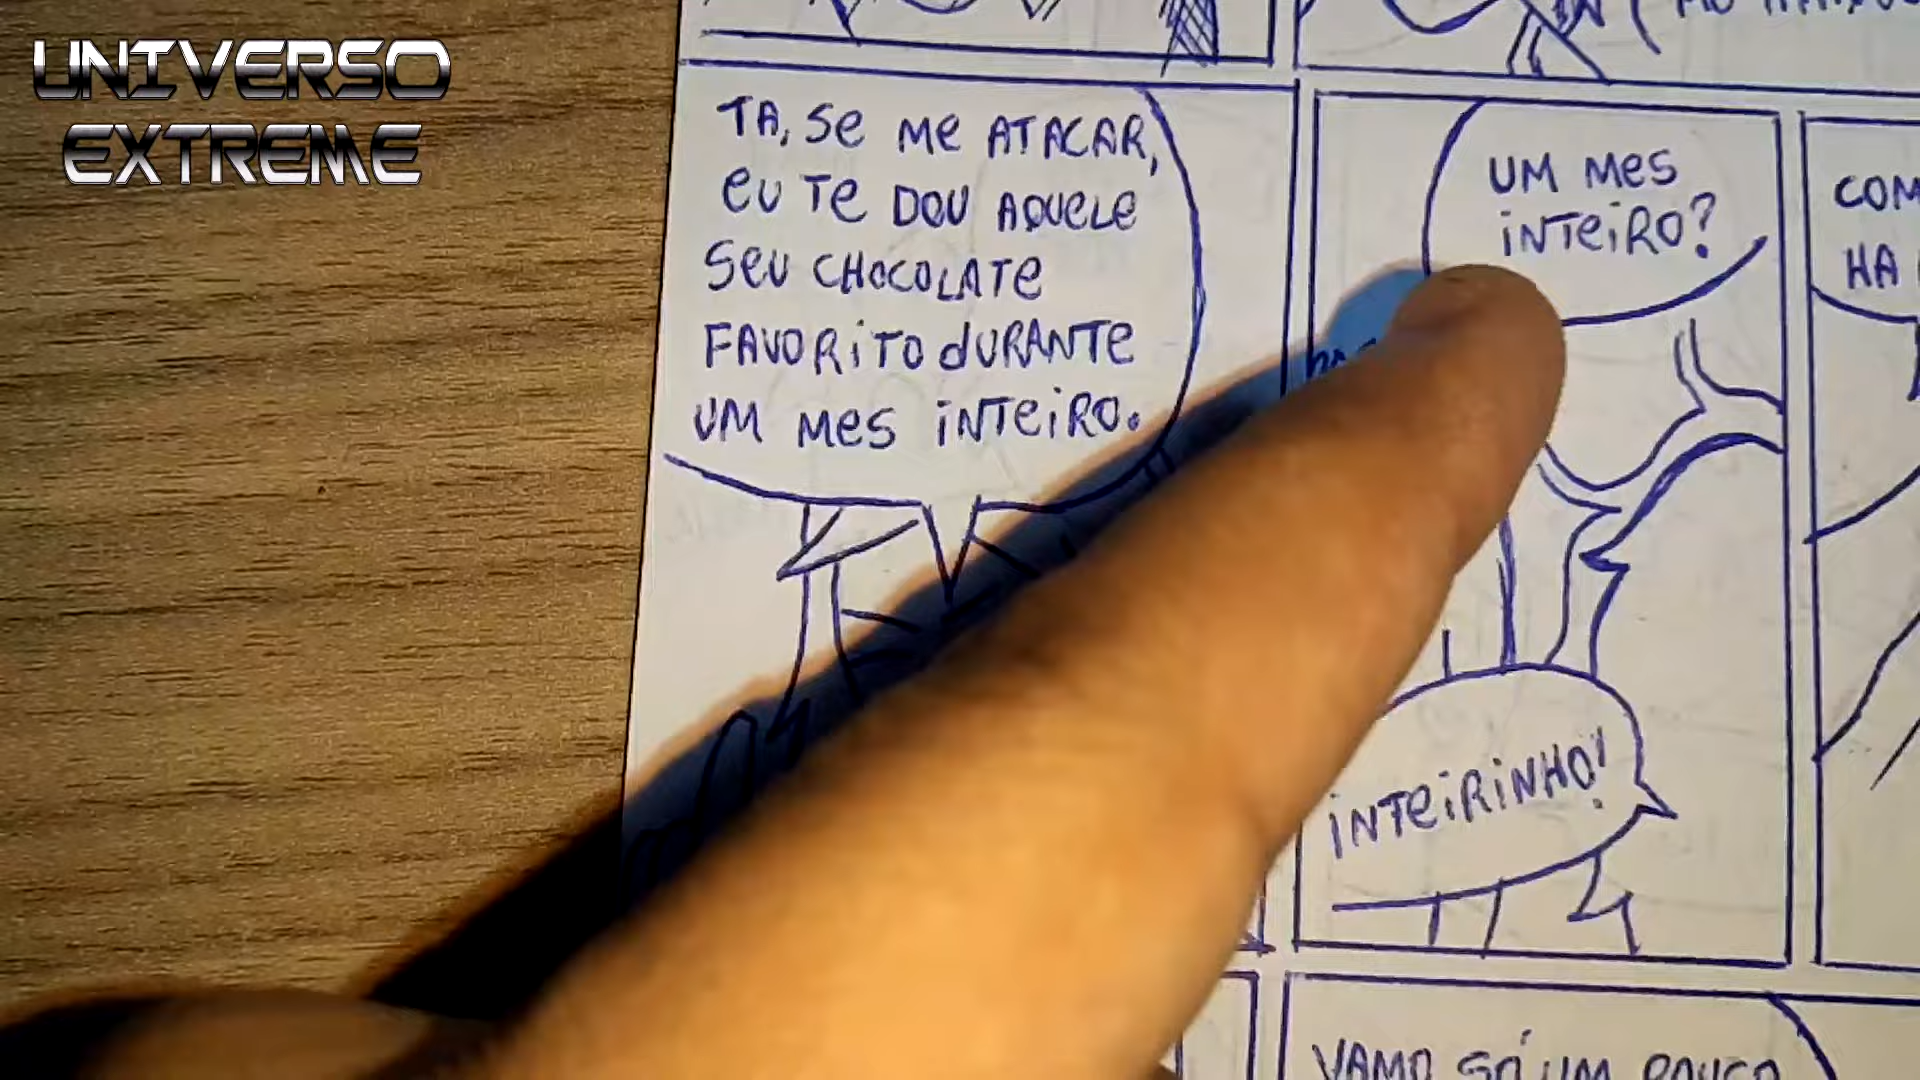 UNIVERSO
EXTREME
TA, Se Me ATACAR,
eU Te DOU AQUeLe
SeU CHOCOLATe
FAVORiTO dURANTe
UM Mes iNTeiRO.
UM Mes
iNTeiRO?
COM
HA
iNTeiRiNHO!
VAMO SÓ UM POUCO